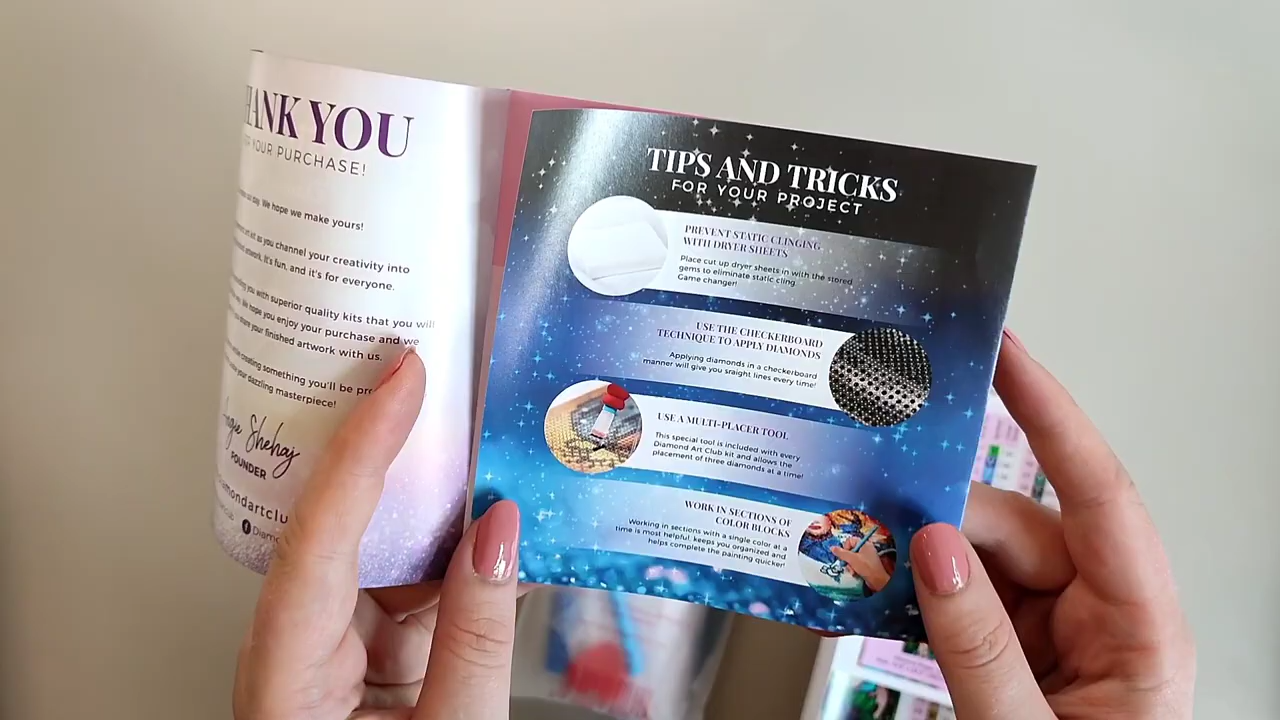 ANK YOU
YOUR PURCHASE!
day. We hope we make yours!
kit as you channel your creativity into
artwork. It's fun, and it's for everyone.
you with superior quality kits that you will
We hope you enjoy your purchase and we
share your finished artwork with us.
creating something you'll be
your dazzling masterpiece!
Shehaj
FOUNDER
diamondartclu
Diamo
TIPS AND TRICKS
FOR YOUR PROJECT
PREVENT STATIC CLINGING
WITH DRYER SHEETS
Place cut up dryer sheets in with the stored
gems to eliminate static cling.
Game changer!
USE THE CHECKERBOARD
TECHNIQUE TO APPLY DIAMONDS
Applying diamonds in a checkerboard
manner will give you sraight lines every time!
USE A MULTI-PLACER TOOL
This special tool is included with every
Diamond Art Club kit and allows the
placement of three diamonds at a time!
WORK IN SECTIONS OF
COLOR BLOCKS
Working in sections with a single color at a
time is most helpful, keeps you organized and
helps complete the painting quicker!